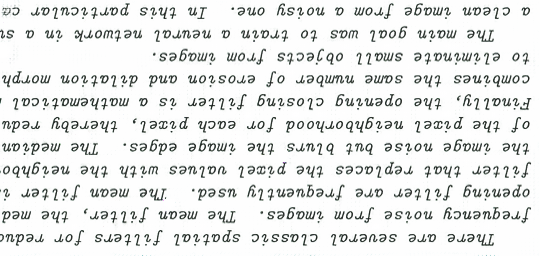 There are several classic spatial filters for reduc
frequency noise from images. The mean filter, the med
opening filter are frequently used. The mean filter i
filter that replaces the pixel values with the neighbo
the image noise but blurs the image edges. The median
of the pixel neighborhood for each pixel, thereby redu
Finally, the opening closing filter is a mathematical
combines the same number of erosion and dilation morph
to eliminate small objects from images.
The main goal was to train a neural network in a su
a clean image from a noisy one. In this particular ca